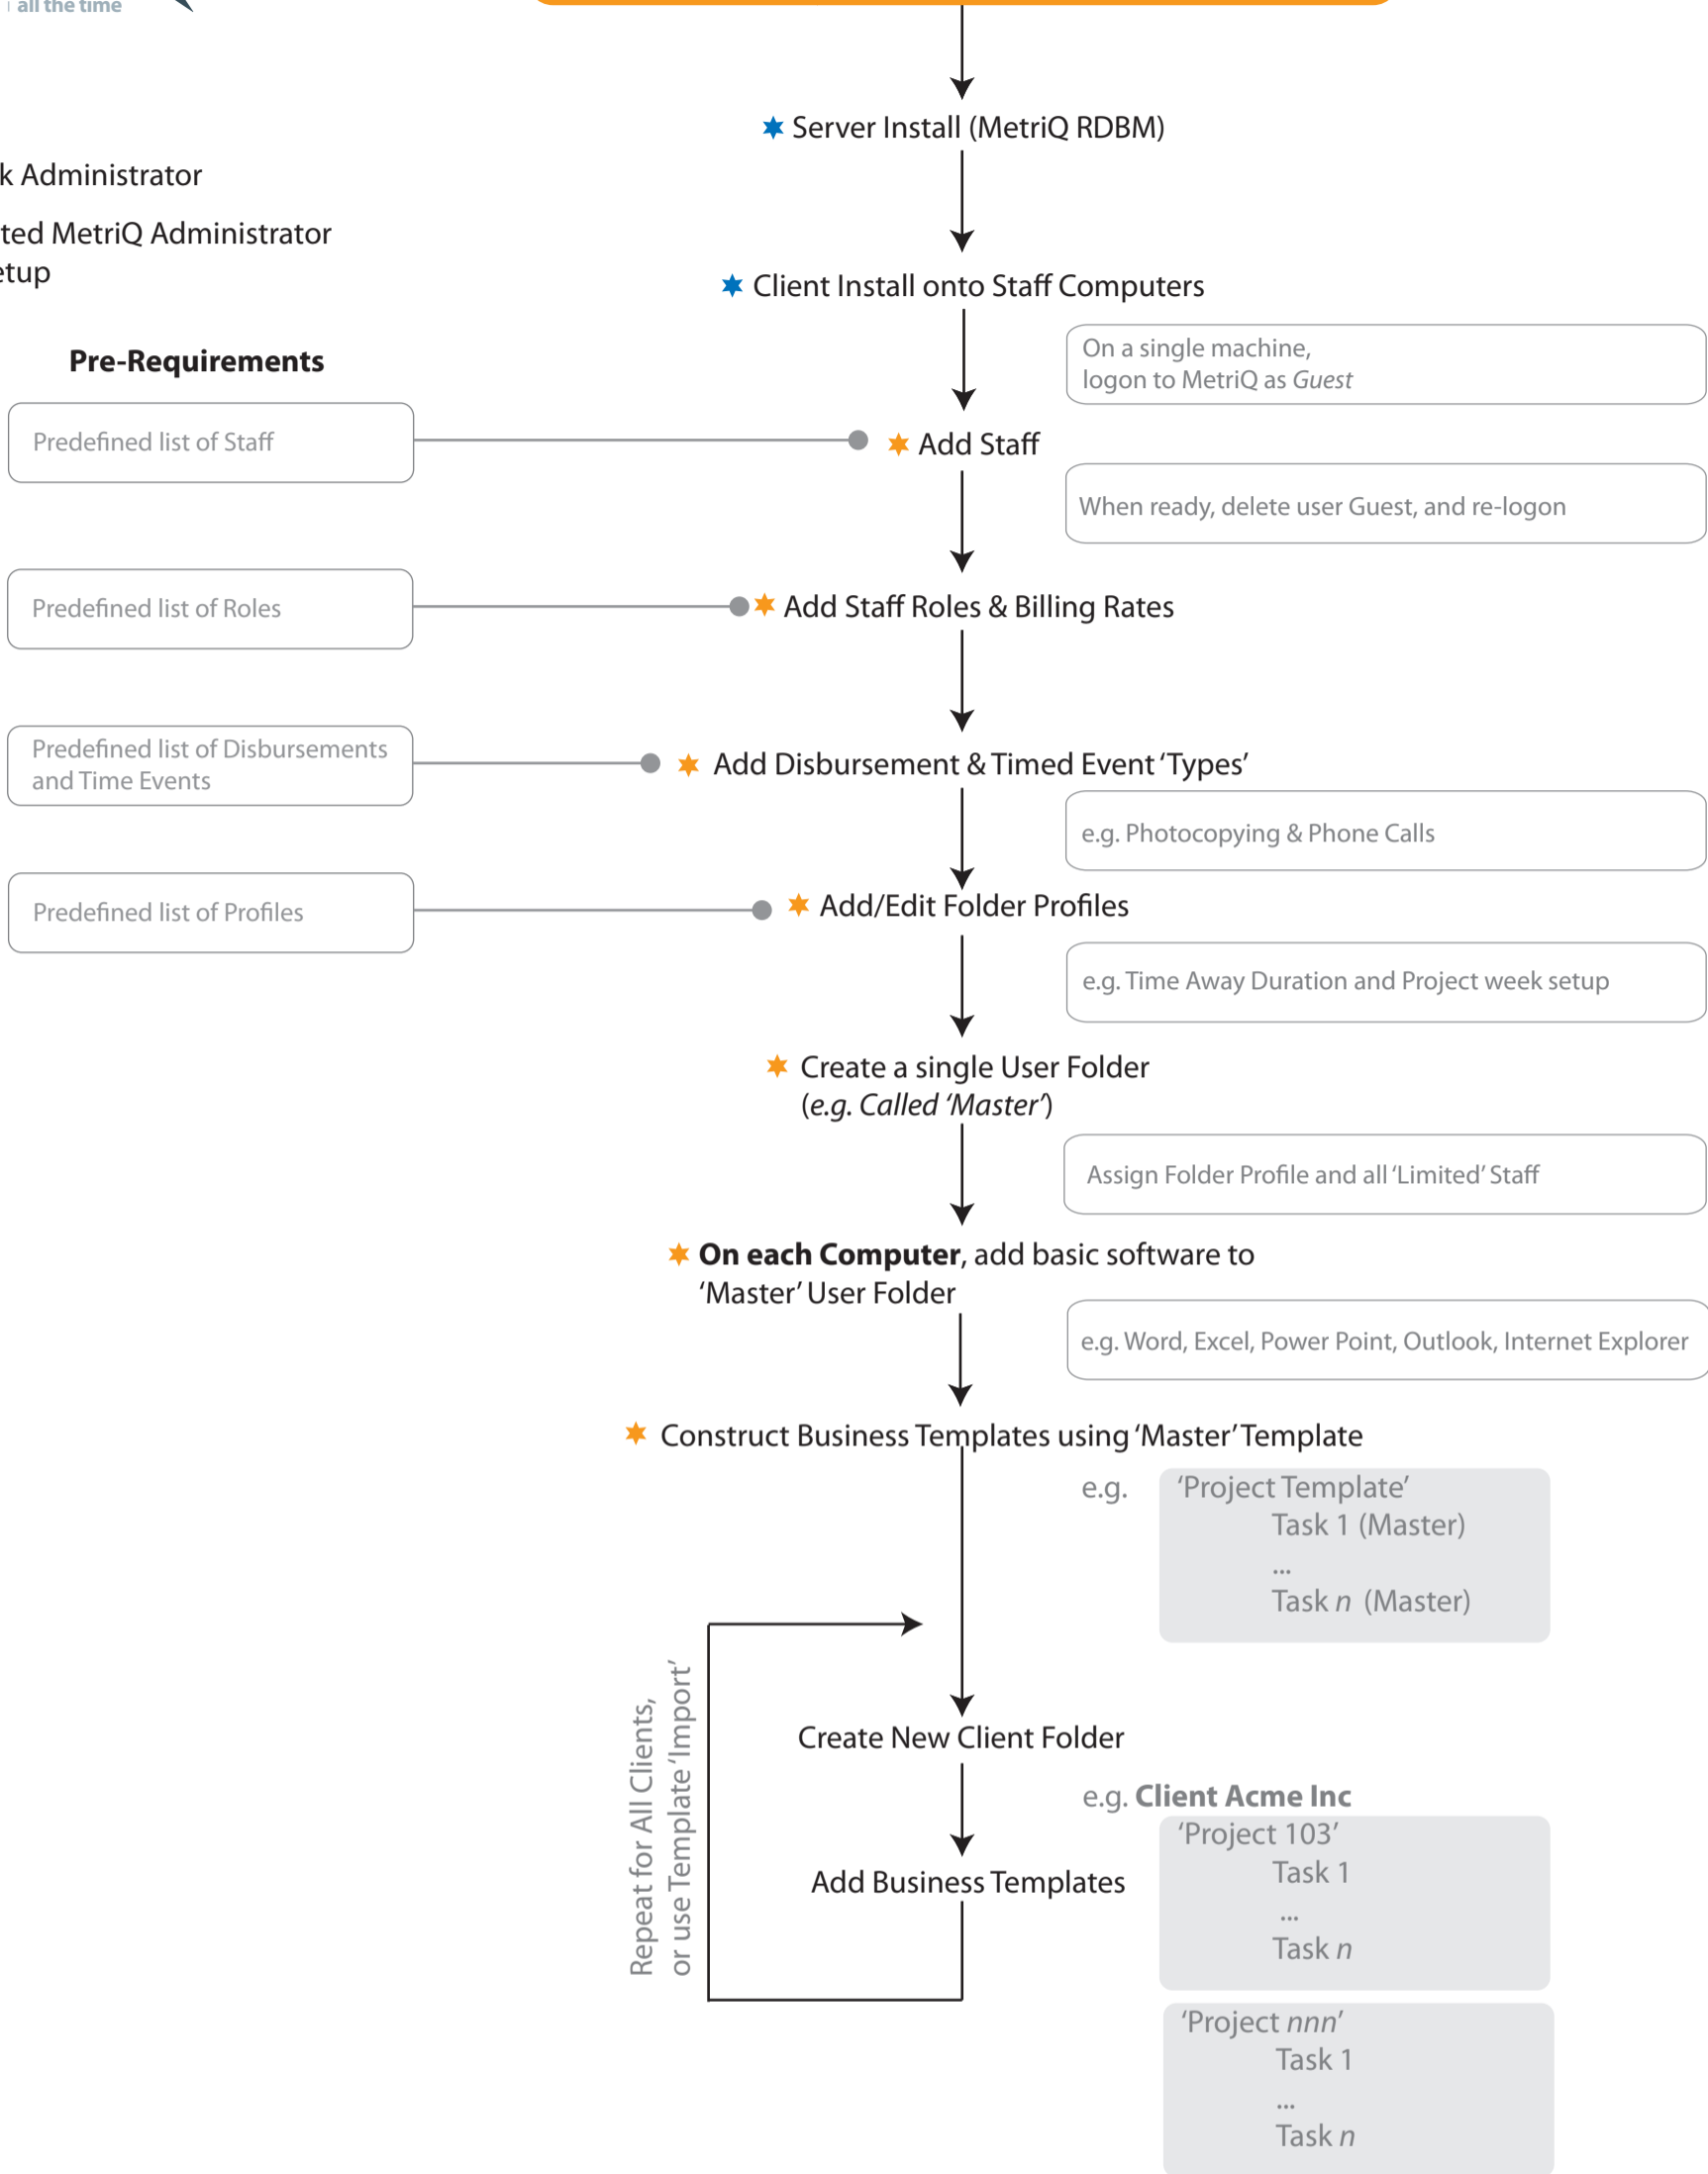 all the time
Server Install (MetriQ RDBM)
k Administrator
ted MetriQ Administrator
etup
Client Install onto Staff Computers
On a single machine,
logon to MetriQ as Guest
Pre-Requirements
Predefined list of Staff
Add Staff
When ready, delete user Guest, and re-logon
Predefined list of Roles
Add Staff Roles & Billing Rates
Predefined list of Disbursements
and Time Events
Add Disbursement & Timed Event ‘Types’
e.g. Photocopying & Phone Calls
Predefined list of Profiles
Add/Edit Folder Profiles
e.g. Time Away Duration and Project week setup
Create a single User Folder
(e.g. Called ‘Master’)
Assign Folder Profile and all ‘Limited’ Staff
On each Computer, add basic software to
‘Master’ User Folder
e.g. Word, Excel, Power Point, Outlook, Internet Explorer
Construct Business Templates using ‘Master’ Template
e.g.
‘Project Template’
Task 1 (Master)
...
Task n (Master)
Repeat for All Clients,
or use Template ‘Import’
Create New Client Folder
e.g. Client Acme Inc
‘Project 103’
Task 1
...
Task n
Add Business Templates
‘Project nnn’
Task 1
...
Task n